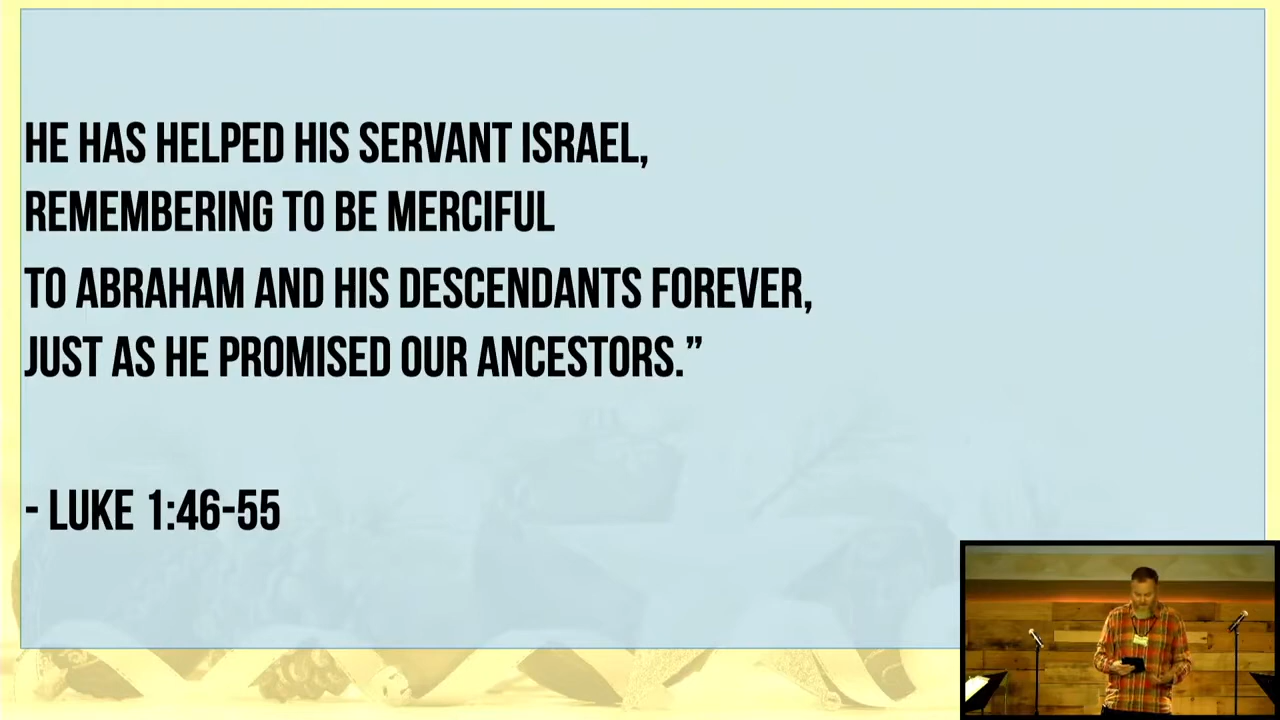 HE HAS HELPED HIS SERVANT ISRAEL,
REMEMBERING TO BE MERCIFUL
TO ABRAHAM AND HIS DESCENDANTS FOREVER,
JUST AS HE PROMISED OUR ANCESTORS.”
- LUKE 1:46-55